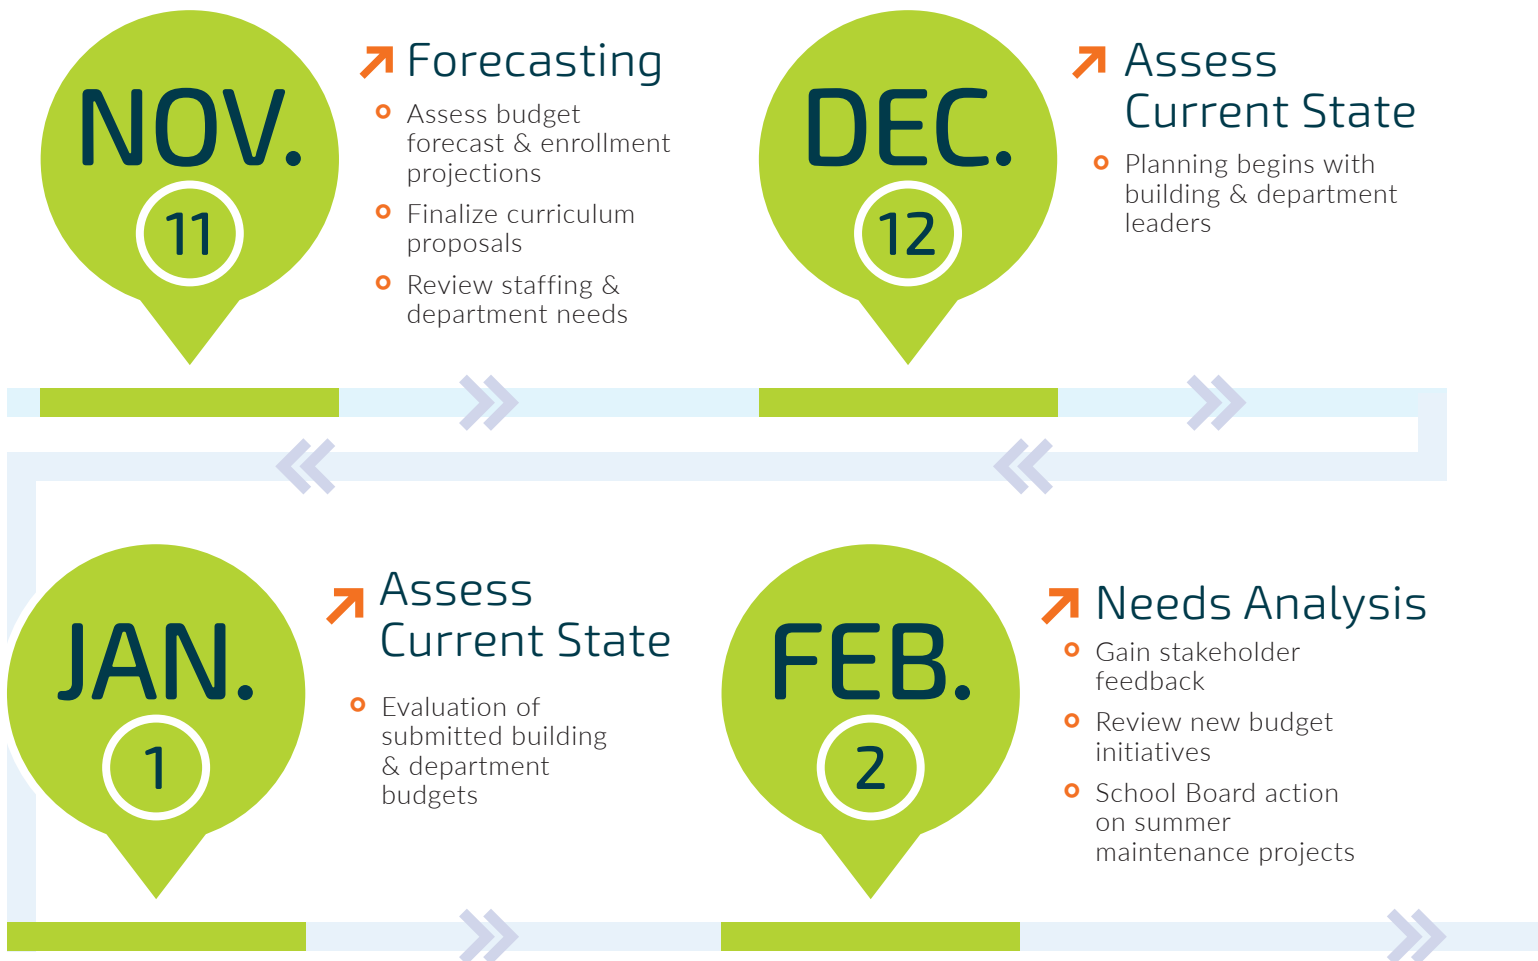 NOV.
11
Forecasting
Assess budget
forecast & enrollment
projections
Finalize curriculum
proposals
Review staffing &
department needs
DEC.
12
Assess
Current State
Planning begins with
building & department
leaders
JAN.
1
Assess
Current State
Evaluation of
submitted building
& department
budgets
FEB.
2
Needs Analysis
Gain stakeholder
feedback
Review new budget
initiatives
School Board action
on summer
maintenance projects